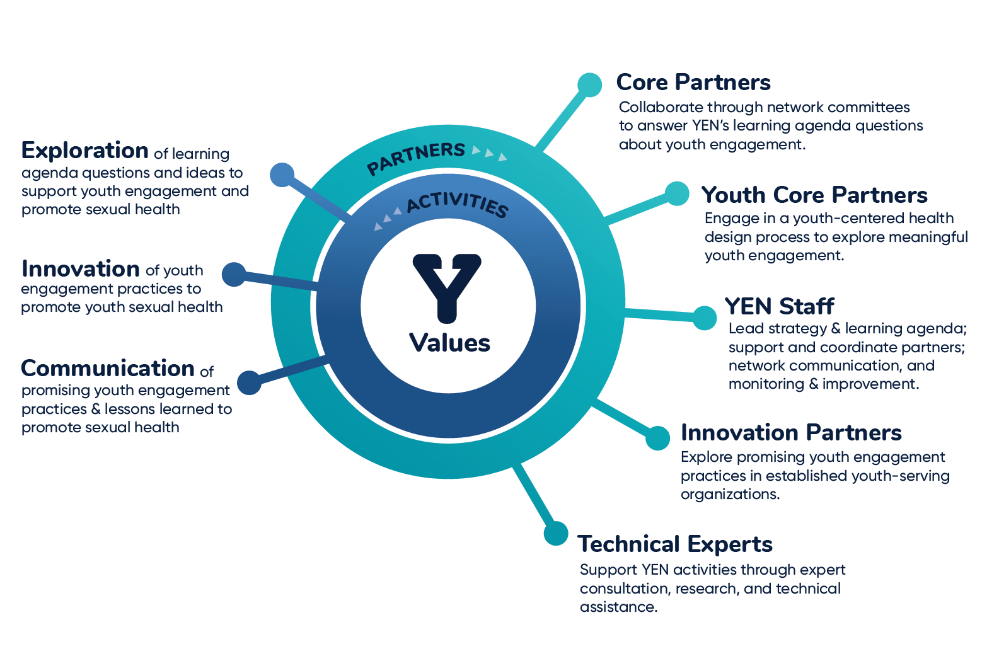 Exploration of learning
agenda questions and ideas to
support youth engagement and
promote sexual health
Innovation of youth
engagement practices to
promote youth sexual health
Communication of
promising youth engagement
practices & lessons learned to
promote sexual health
PARTNERS
ACTIVITIES
Y
Values
Core Partners
Collaborate through network committees
to answer YEN's learning agenda questions
about youth engagement.
Youth Core Partners
Engage in a youth-centered health
design process to explore meaningful
youth engagement.
YEN Staff
Lead strategy & learning agenda;
support and coordinate partners;
network communication, and
monitoring & improvement.
Innovation Partners
Explore promising youth engagement
practices in established youth-serving
organizations.
Technical Experts
Support YEN activities through expert
consultation, research, and technical
assistance.